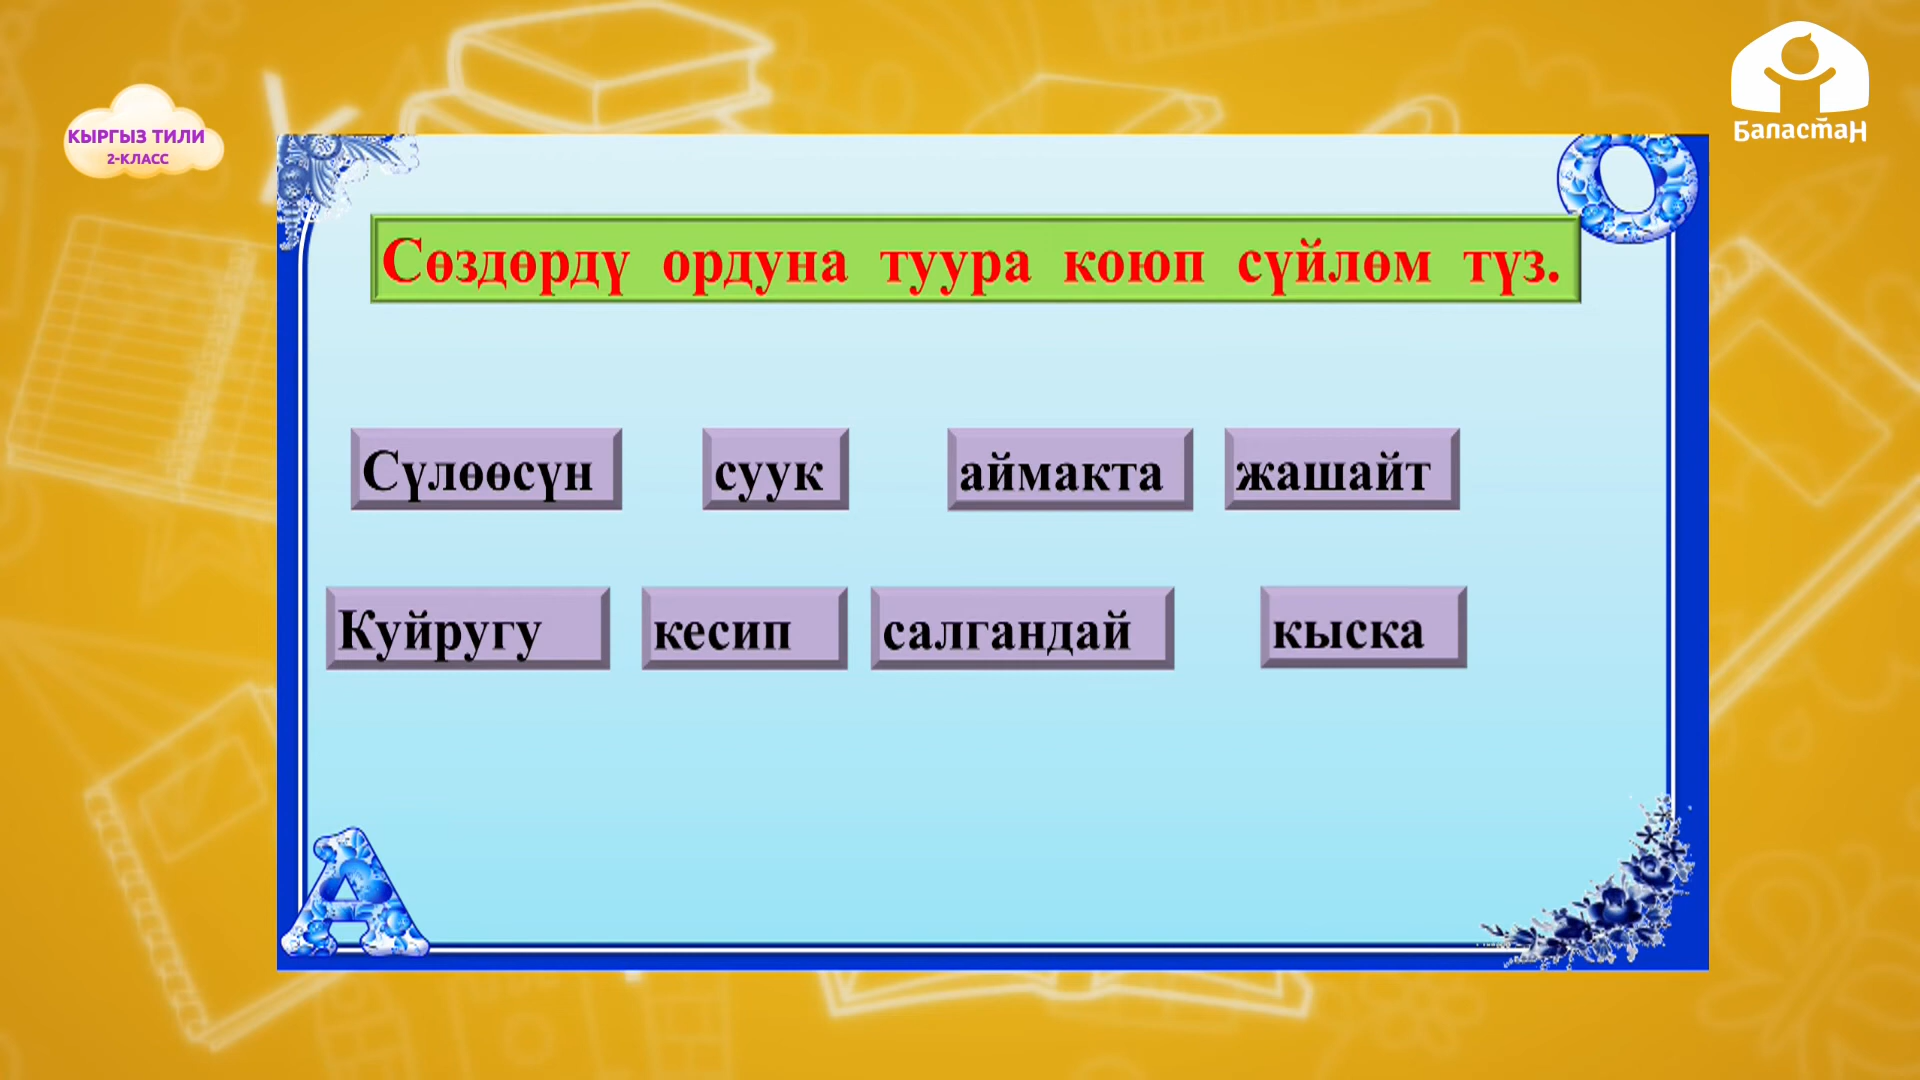 КЫРГЫЗ ТИЛИ
2-КЛАСС
Баластан
Сөздөрдү ордуна туура коюп сүйлөм түз.
Сүлөөсүн суук аймакта жашайт
Куйругу кесип салгандай кыска